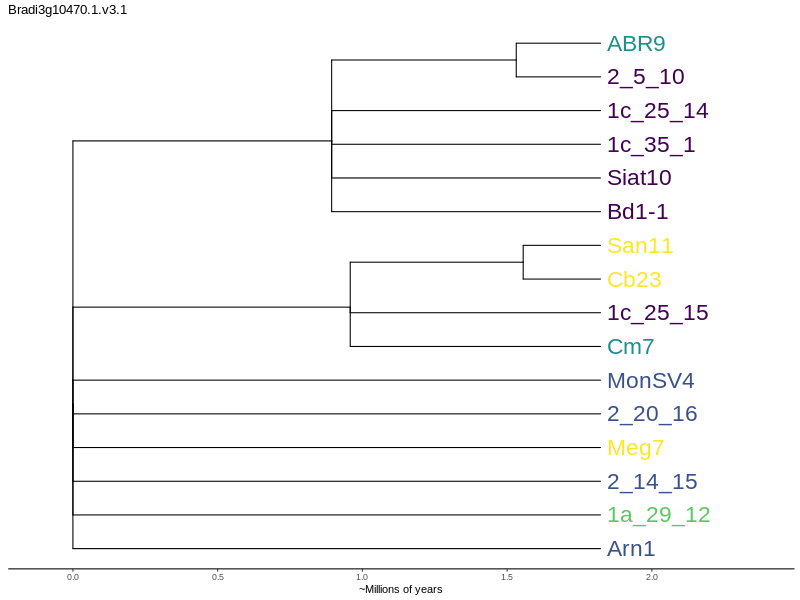 Bradi3g10470.1.v3.1
ABR9
2_5_10
1c_25_14
1c_35_1
Siat10
Bd1-1
San11
Cb23
1c_25_15
Cm7
MonSV4
2_20_16
Meg7
2_14_15
1a_29_12
Arn1
0.0 0.5 1.0 1.5 2.0
~Millions of years